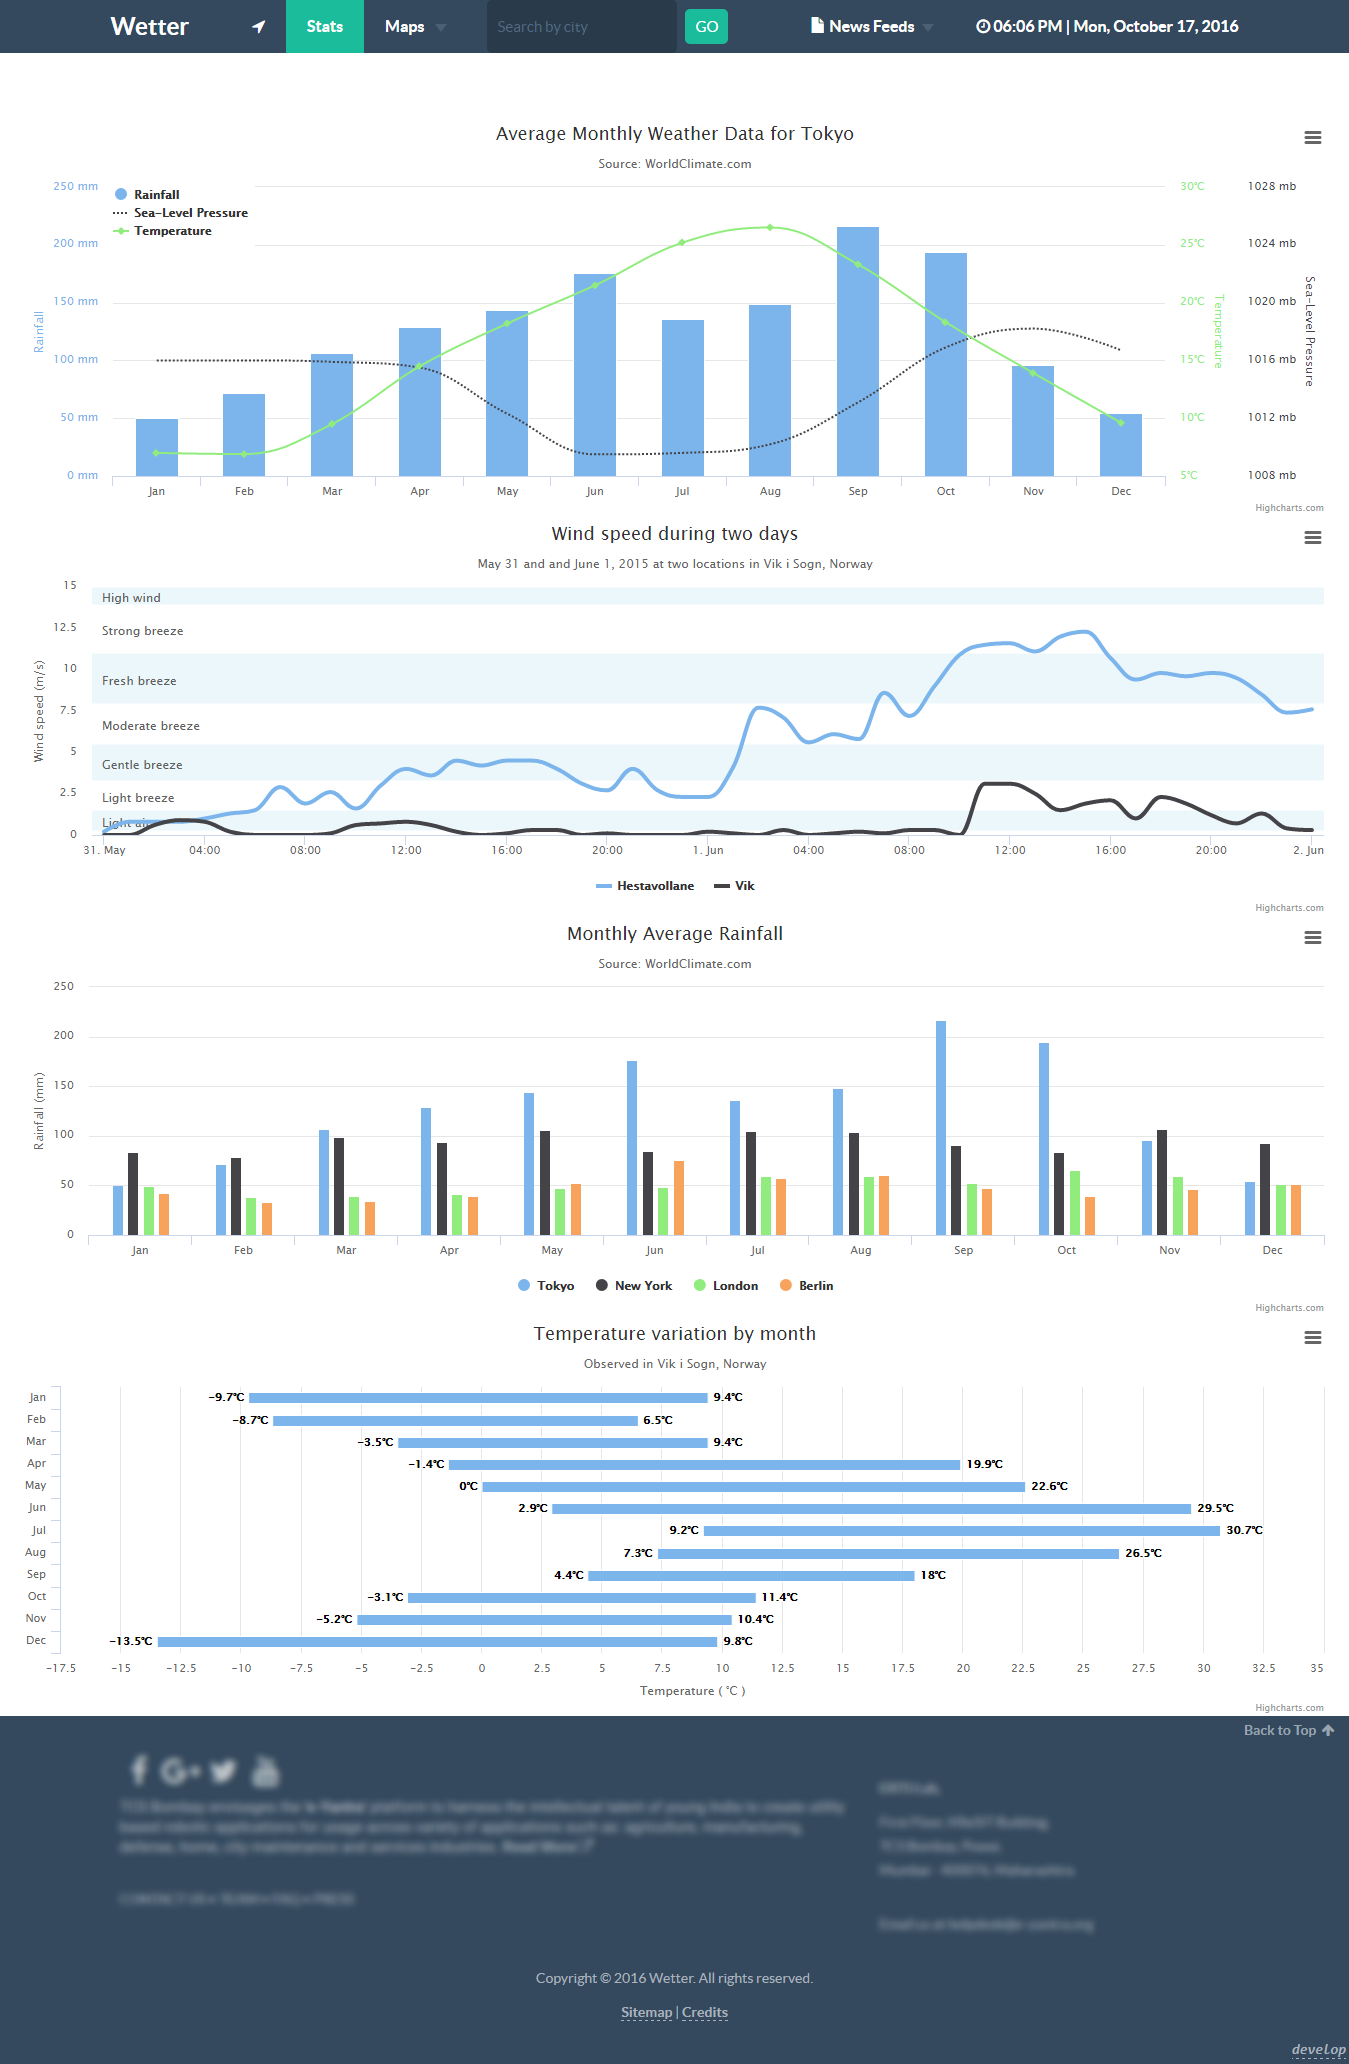 Wetter Stats Maps Search by city GO News Feeds 06:06 PM | Mon, October 17, 2016
Average Monthly Weather Data for Tokyo
Source: WorldClimate.com
250 mm 200 mm 150 mm 100 mm 50 mm 0 mm
Rainfall
Rainfall
Sea-Level Pressure
Temperature
30°C 25°C 20°C 15°C 10°C 5°C
Temperature
1028 mb 1024 mb 1020 mb 1016 mb 1012 mb 1008 mb
Sea-Level Pressure
Jan Feb Mar Apr May Jun Jul Aug Sep Oct Nov Dec
Highcharts.com
Wind speed during two days
May 31 and and June 1, 2015 at two locations in Vik i Sogn, Norway
Wind speed (m/s)
15 12.5 10 7.5 5 2.5 0
High wind
Strong breeze
Fresh breeze
Moderate breeze
Gentle breeze
Light breeze
Light air
31. May 04:00 08:00 12:00 16:00 20:00 1. Jun 04:00 08:00 12:00 16:00 20:00 2. Jun
Hestavollane Vik
Highcharts.com
Monthly Average Rainfall
Source: WorldClimate.com
Rainfall (mm)
250 200 150 100 50 0
Jan Feb Mar Apr May Jun Jul Aug Sep Oct Nov Dec
Tokyo New York London Berlin
Highcharts.com
Temperature variation by month
Observed in Vik i Sogn, Norway
Jan -9.7°C 9.4°C
Feb -8.7°C 6.5°C
Mar -3.5°C 9.4°C
Apr -1.4°C 19.9°C
May 0°C 22.6°C
Jun 2.9°C 29.5°C
Jul 9.2°C 30.7°C
Aug 7.3°C 26.5°C
Sep 4.4°C 18°C
Oct -3.1°C 11.4°C
Nov -5.2°C 10.4°C
Dec -13.5°C 9.8°C
-17.5 -15 -12.5 -10 -7.5 -5 -2.5 0 2.5 5 7.5 10 12.5 15 17.5 20 22.5 25 27.5 30 32.5 35
Temperature ( °C )
Highcharts.com
Back to Top
Copyright © 2016 Wetter. All rights reserved.
Sitemap | Credits
develop